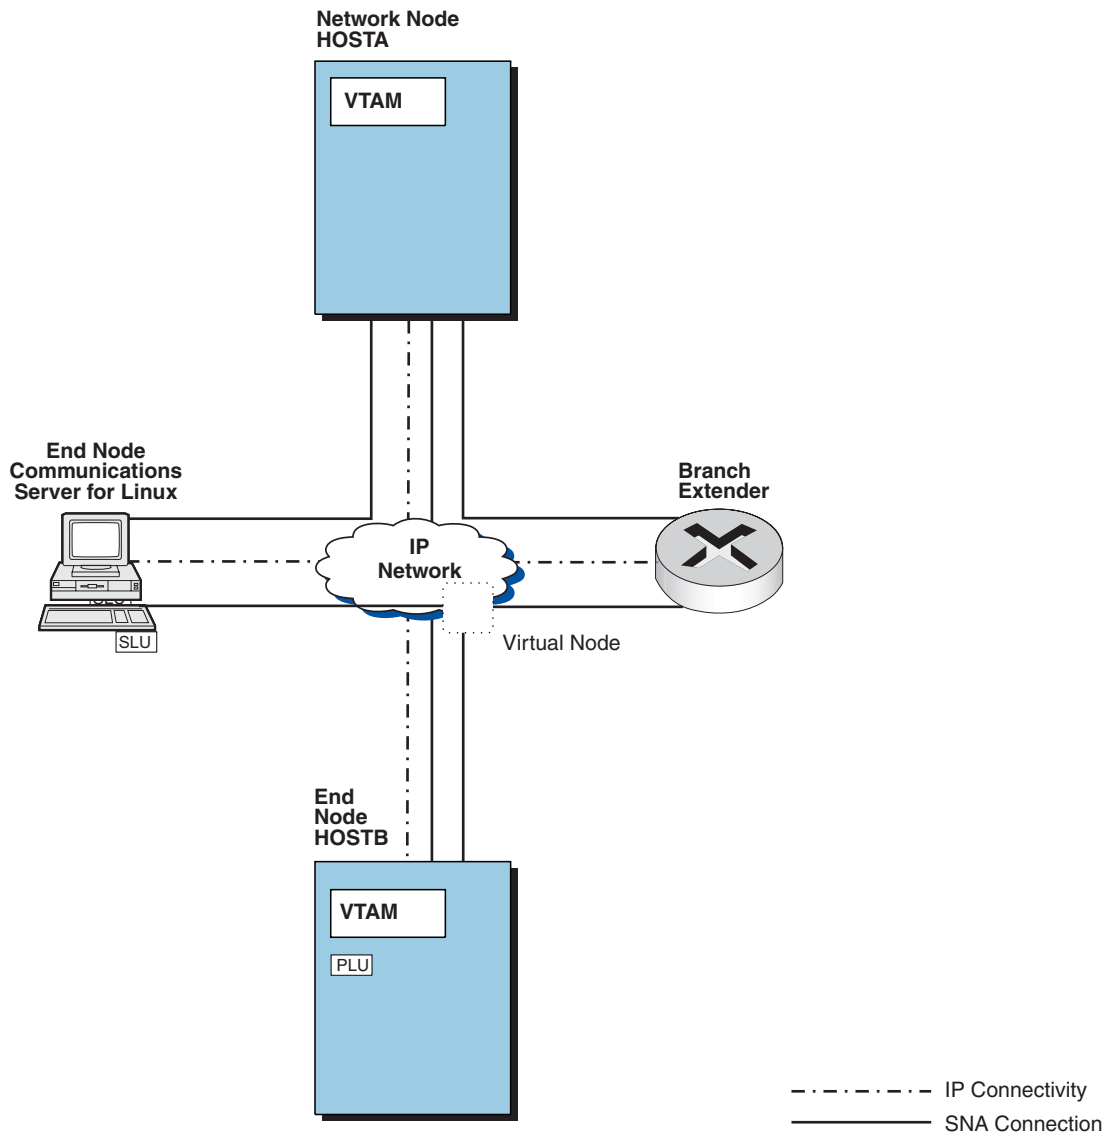 Network Node
HOSTA
VTAM
End Node
Communications
Server for Linux
Branch
Extender
IP
Network
SLU
Virtual Node
End
Node
HOSTB
VTAM
PLU
IP Connectivity
SNA Connection